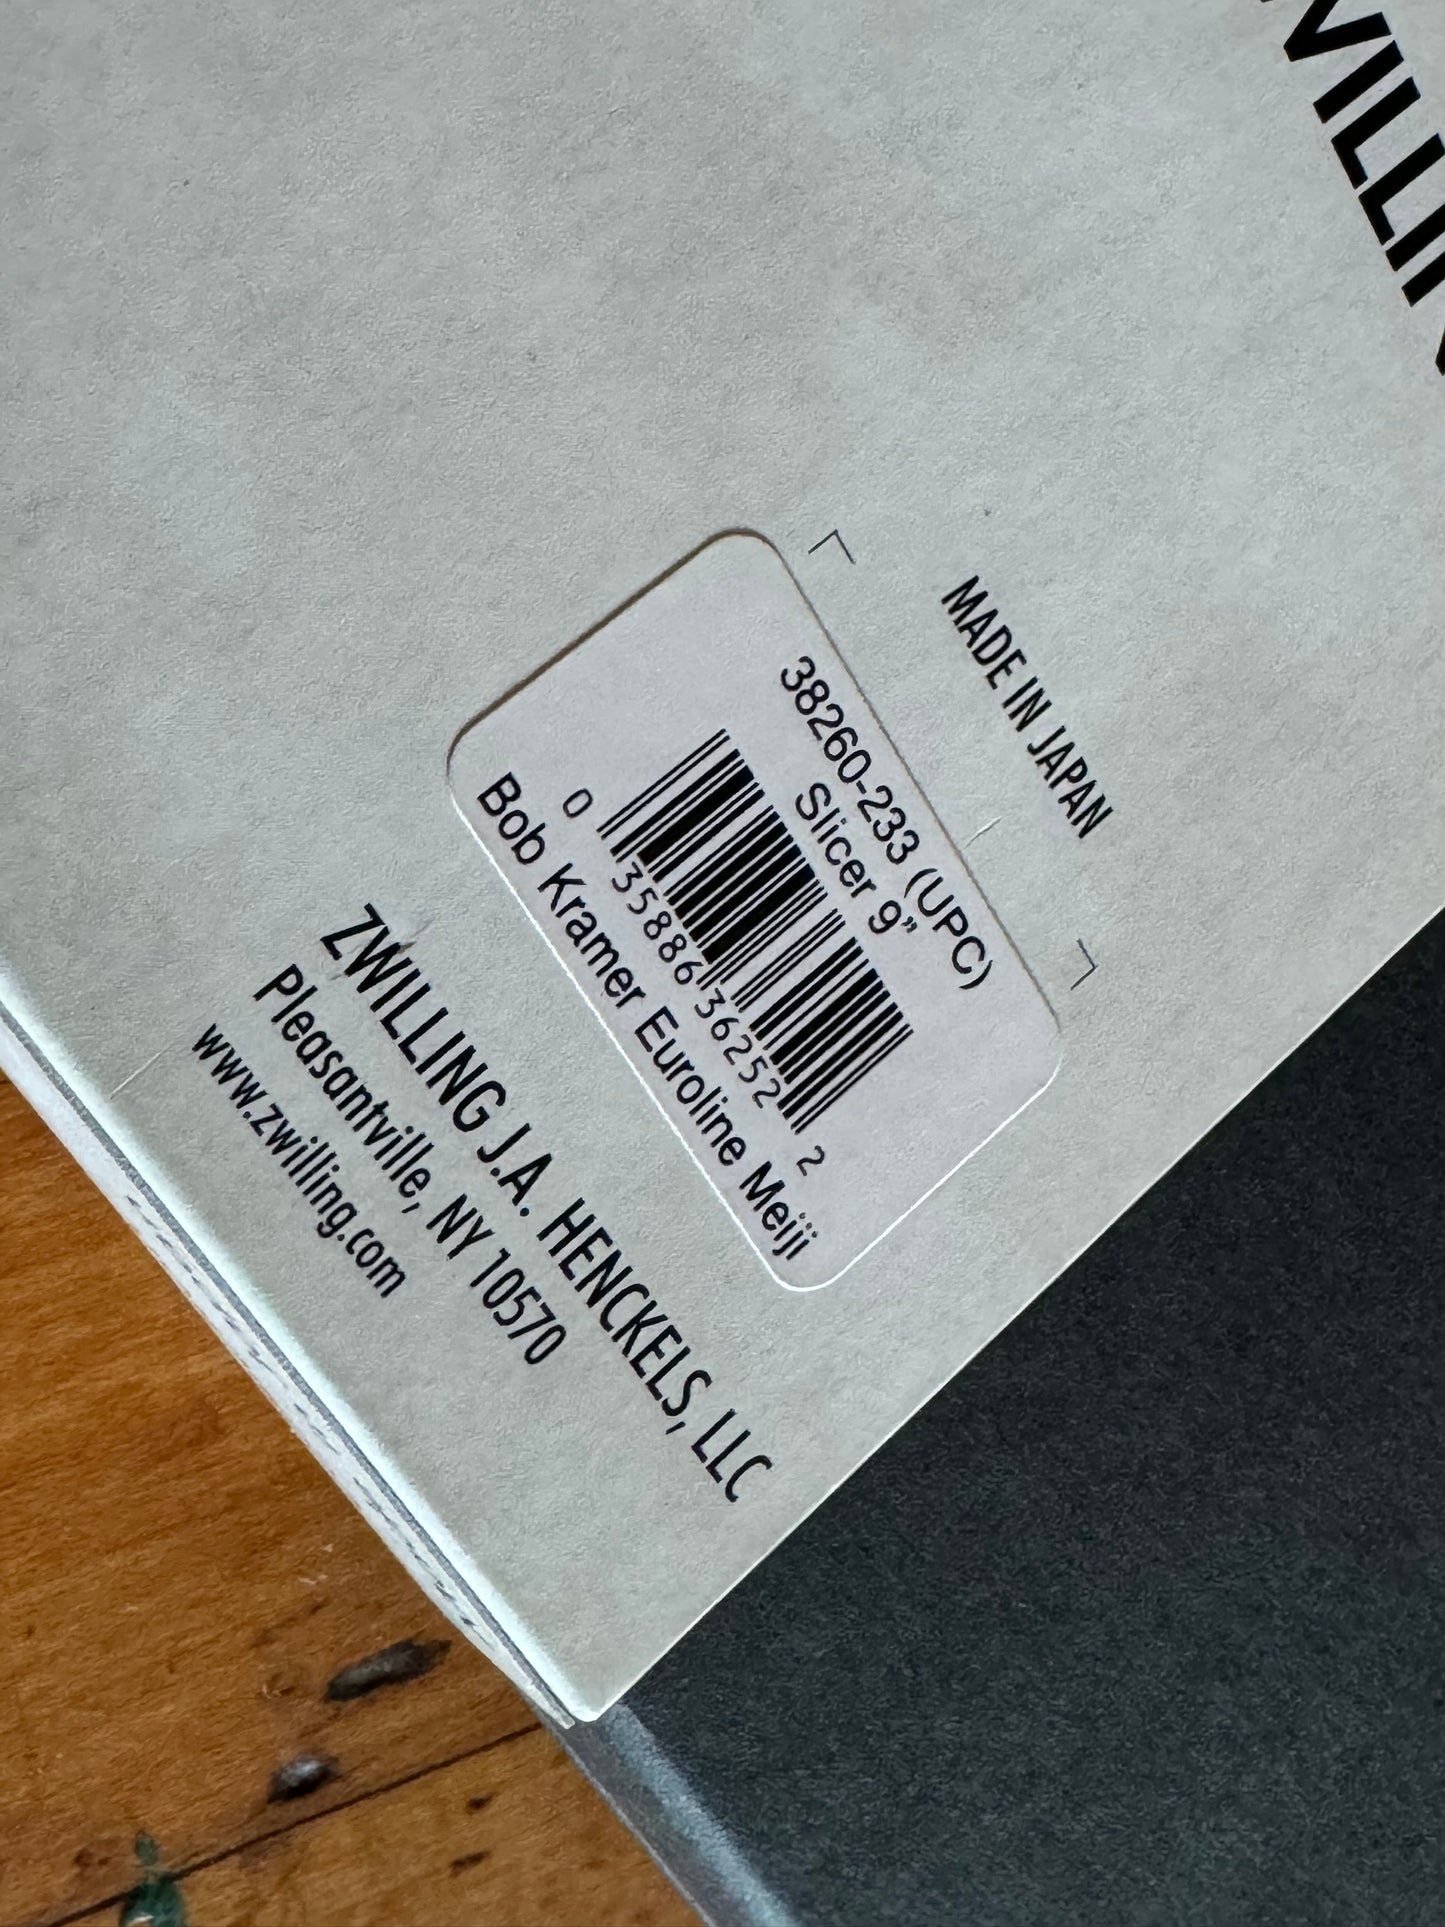 VILLIN
MADE IN JAPAN
38260-233 (UPC)
Slicer 9”
0 35886 36252 2
Bob Kramer Euroline Meiji
ZWILLING J.A. HENCKELS, LLC
Pleasantville, NY 10570
www.zwilling.com